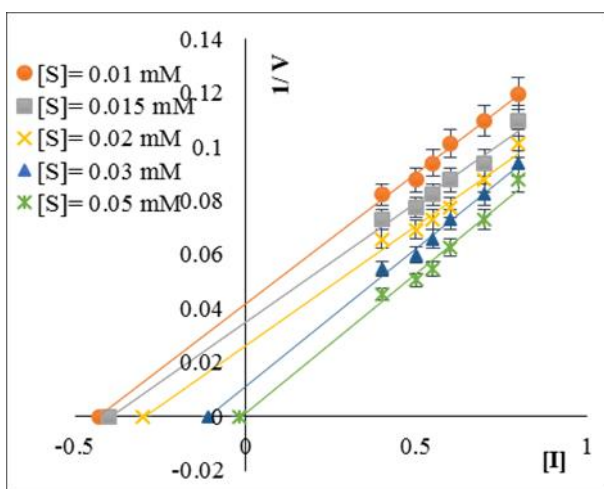 0.14
1/ V
[S]= 0.01 mM
0.12
[S]= 0.015 mM
0.1
[S]= 0.02 mM
0.08
[S]= 0.03 mM
[S]= 0.05 mM
0.06
0.04
0.02
0
-0.5
0
0.5
1
[I]
-0.02